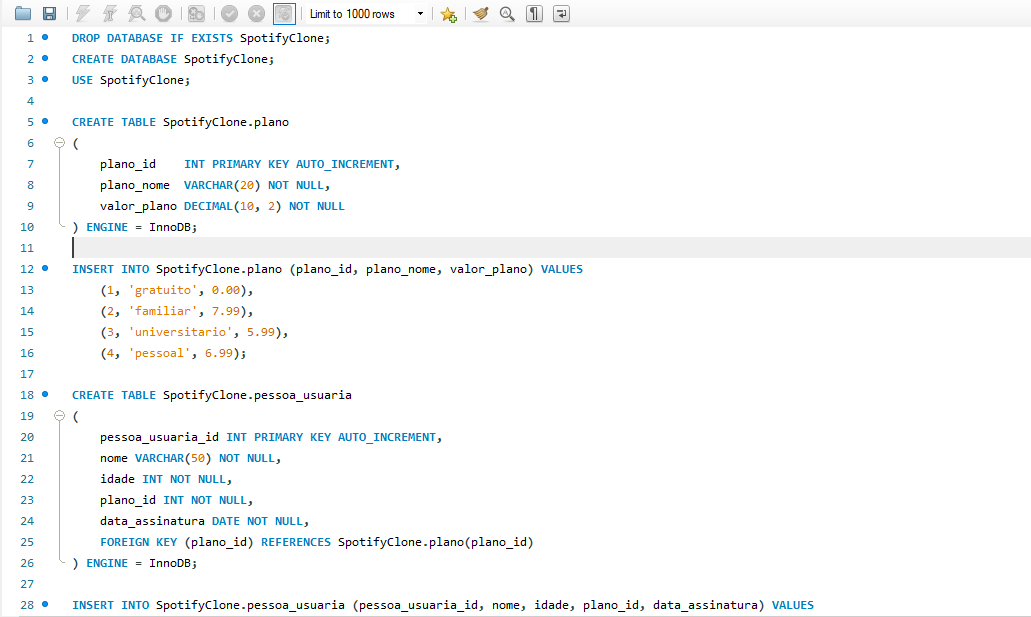 Limit to 1000 rows
1 DROP DATABASE IF EXISTS SpotifyClone;
2 CREATE DATABASE SpotifyClone;
3 USE SpotifyClone;
4
5 CREATE TABLE SpotifyClone.plano
6 (
7 plano_id    INT PRIMARY KEY AUTO_INCREMENT,
8 plano_nome  VARCHAR(20) NOT NULL,
9 valor_plano DECIMAL(10, 2) NOT NULL
10 ) ENGINE = InnoDB;
11
12 INSERT INTO SpotifyClone.plano (plano_id, plano_nome, valor_plano) VALUES
13 (1, 'gratuito', 0.00),
14 (2, 'familiar', 7.99),
15 (3, 'universitario', 5.99),
16 (4, 'pessoal', 6.99);
17
18 CREATE TABLE SpotifyClone.pessoa_usuaria
19 (
20 pessoa_usuaria_id INT PRIMARY KEY AUTO_INCREMENT,
21 nome VARCHAR(50) NOT NULL,
22 idade INT NOT NULL,
23 plano_id INT NOT NULL,
24 data_assinatura DATE NOT NULL,
25 FOREIGN KEY (plano_id) REFERENCES SpotifyClone.plano(plano_id)
26 ) ENGINE = InnoDB;
27
28 INSERT INTO SpotifyClone.pessoa_usuaria (pessoa_usuaria_id, nome, idade, plano_id, data_assinatura) VALUES